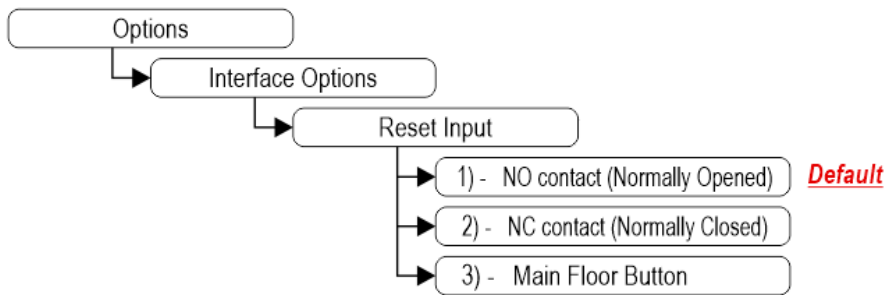 Options
Interface Options
Reset Input
1) - NO contact (Normally Opened) Default
2) - NC contact (Normally Closed)
3) - Main Floor Button